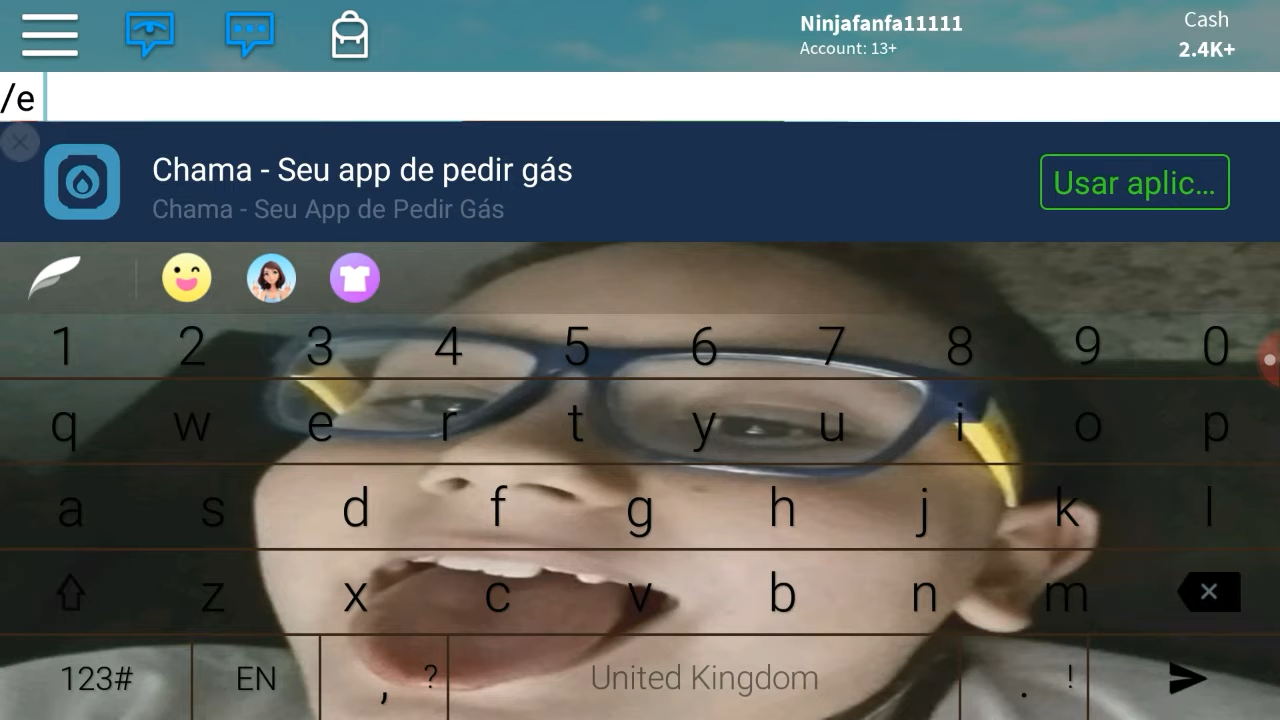 Ninjafanfa11111
Account: 13+
Cash
2.4K+
/e
Chama - Seu app de pedir gás
Chama - Seu App de Pedir Gás
Usar aplic...
1 2 3 4 5 6 7 8 9 0
q w e r t y u i o p
a s d f g h j k l
z x c v b n m
123# EN , ? United Kingdom . !